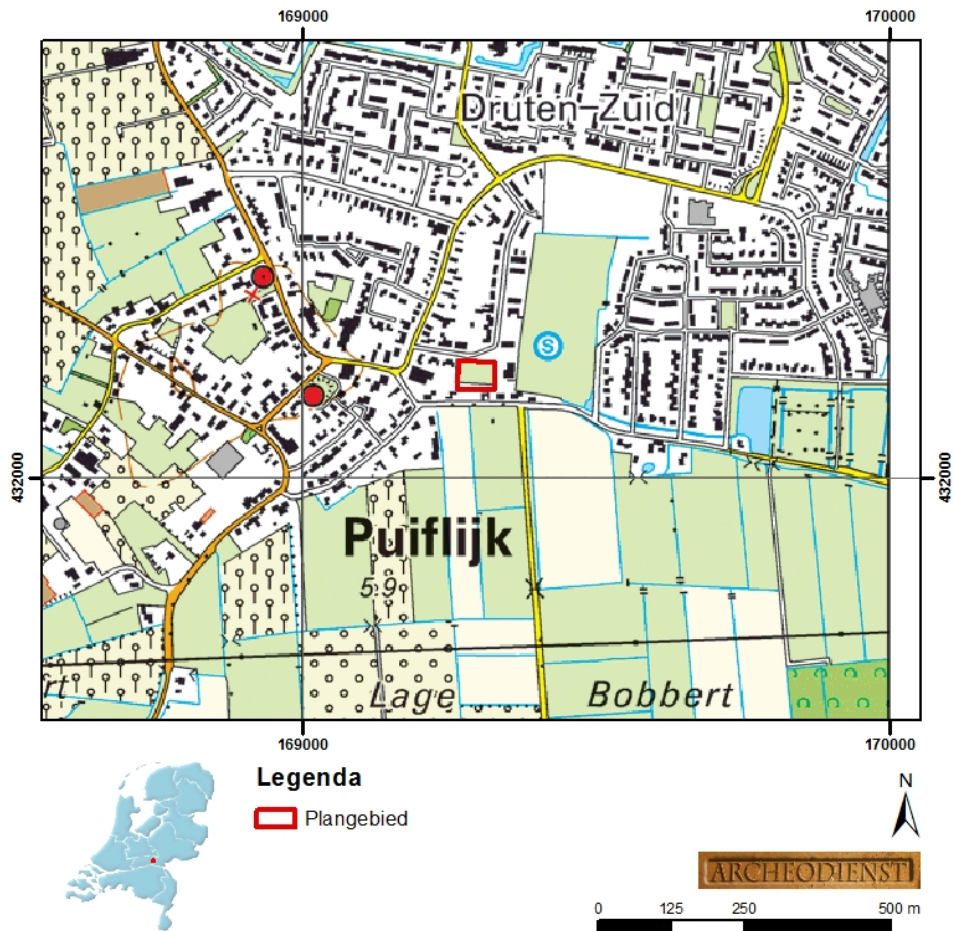 169000 170000
Druten-Zuid
S
432000 432000
Puiflijk
5.9
rt Lage Bobbert
169000 170000
Legenda
Plangebied
N
ARCHEODIENST
0 125 250 500 m